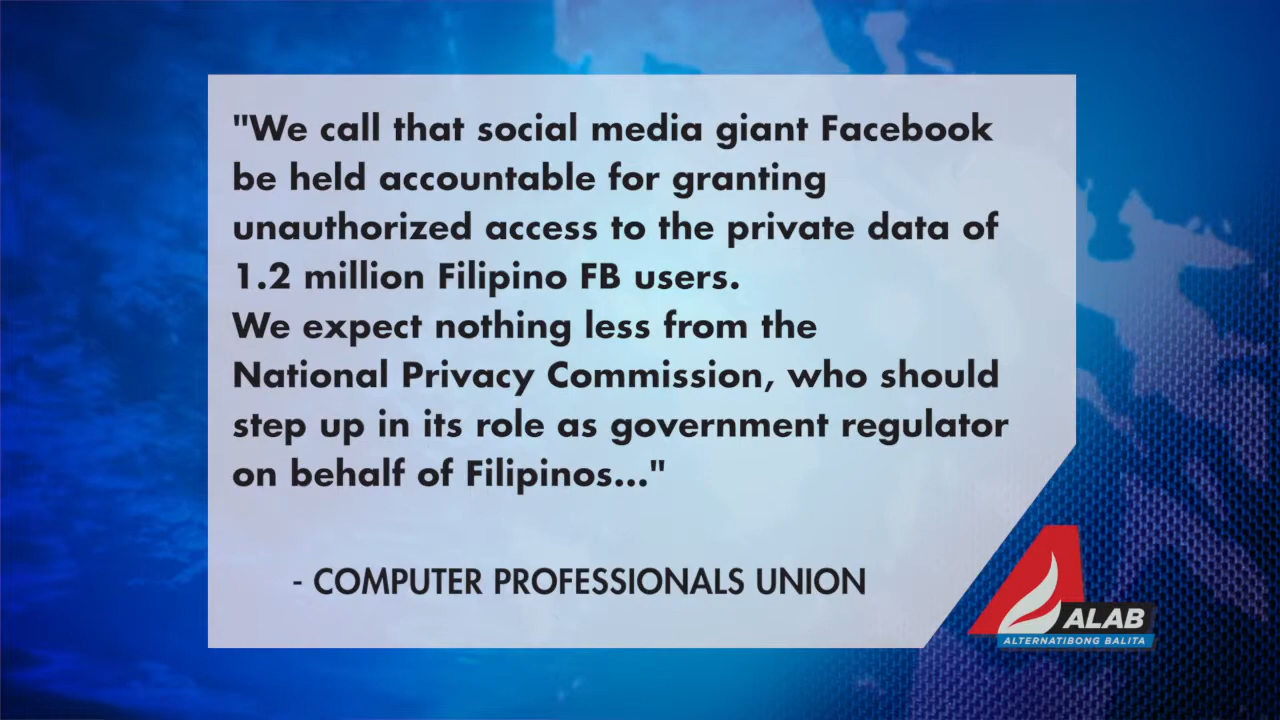 "We call that social media giant Facebook
be held accountable for granting
unauthorized access to the private data of
1.2 million Filipino FB users.
We expect nothing less from the
National Privacy Commission, who should
step up in its role as government regulator
on behalf of Filipinos..."
- COMPUTER PROFESSIONALS UNION
ALAB
ALTERNATIBONG BALITA